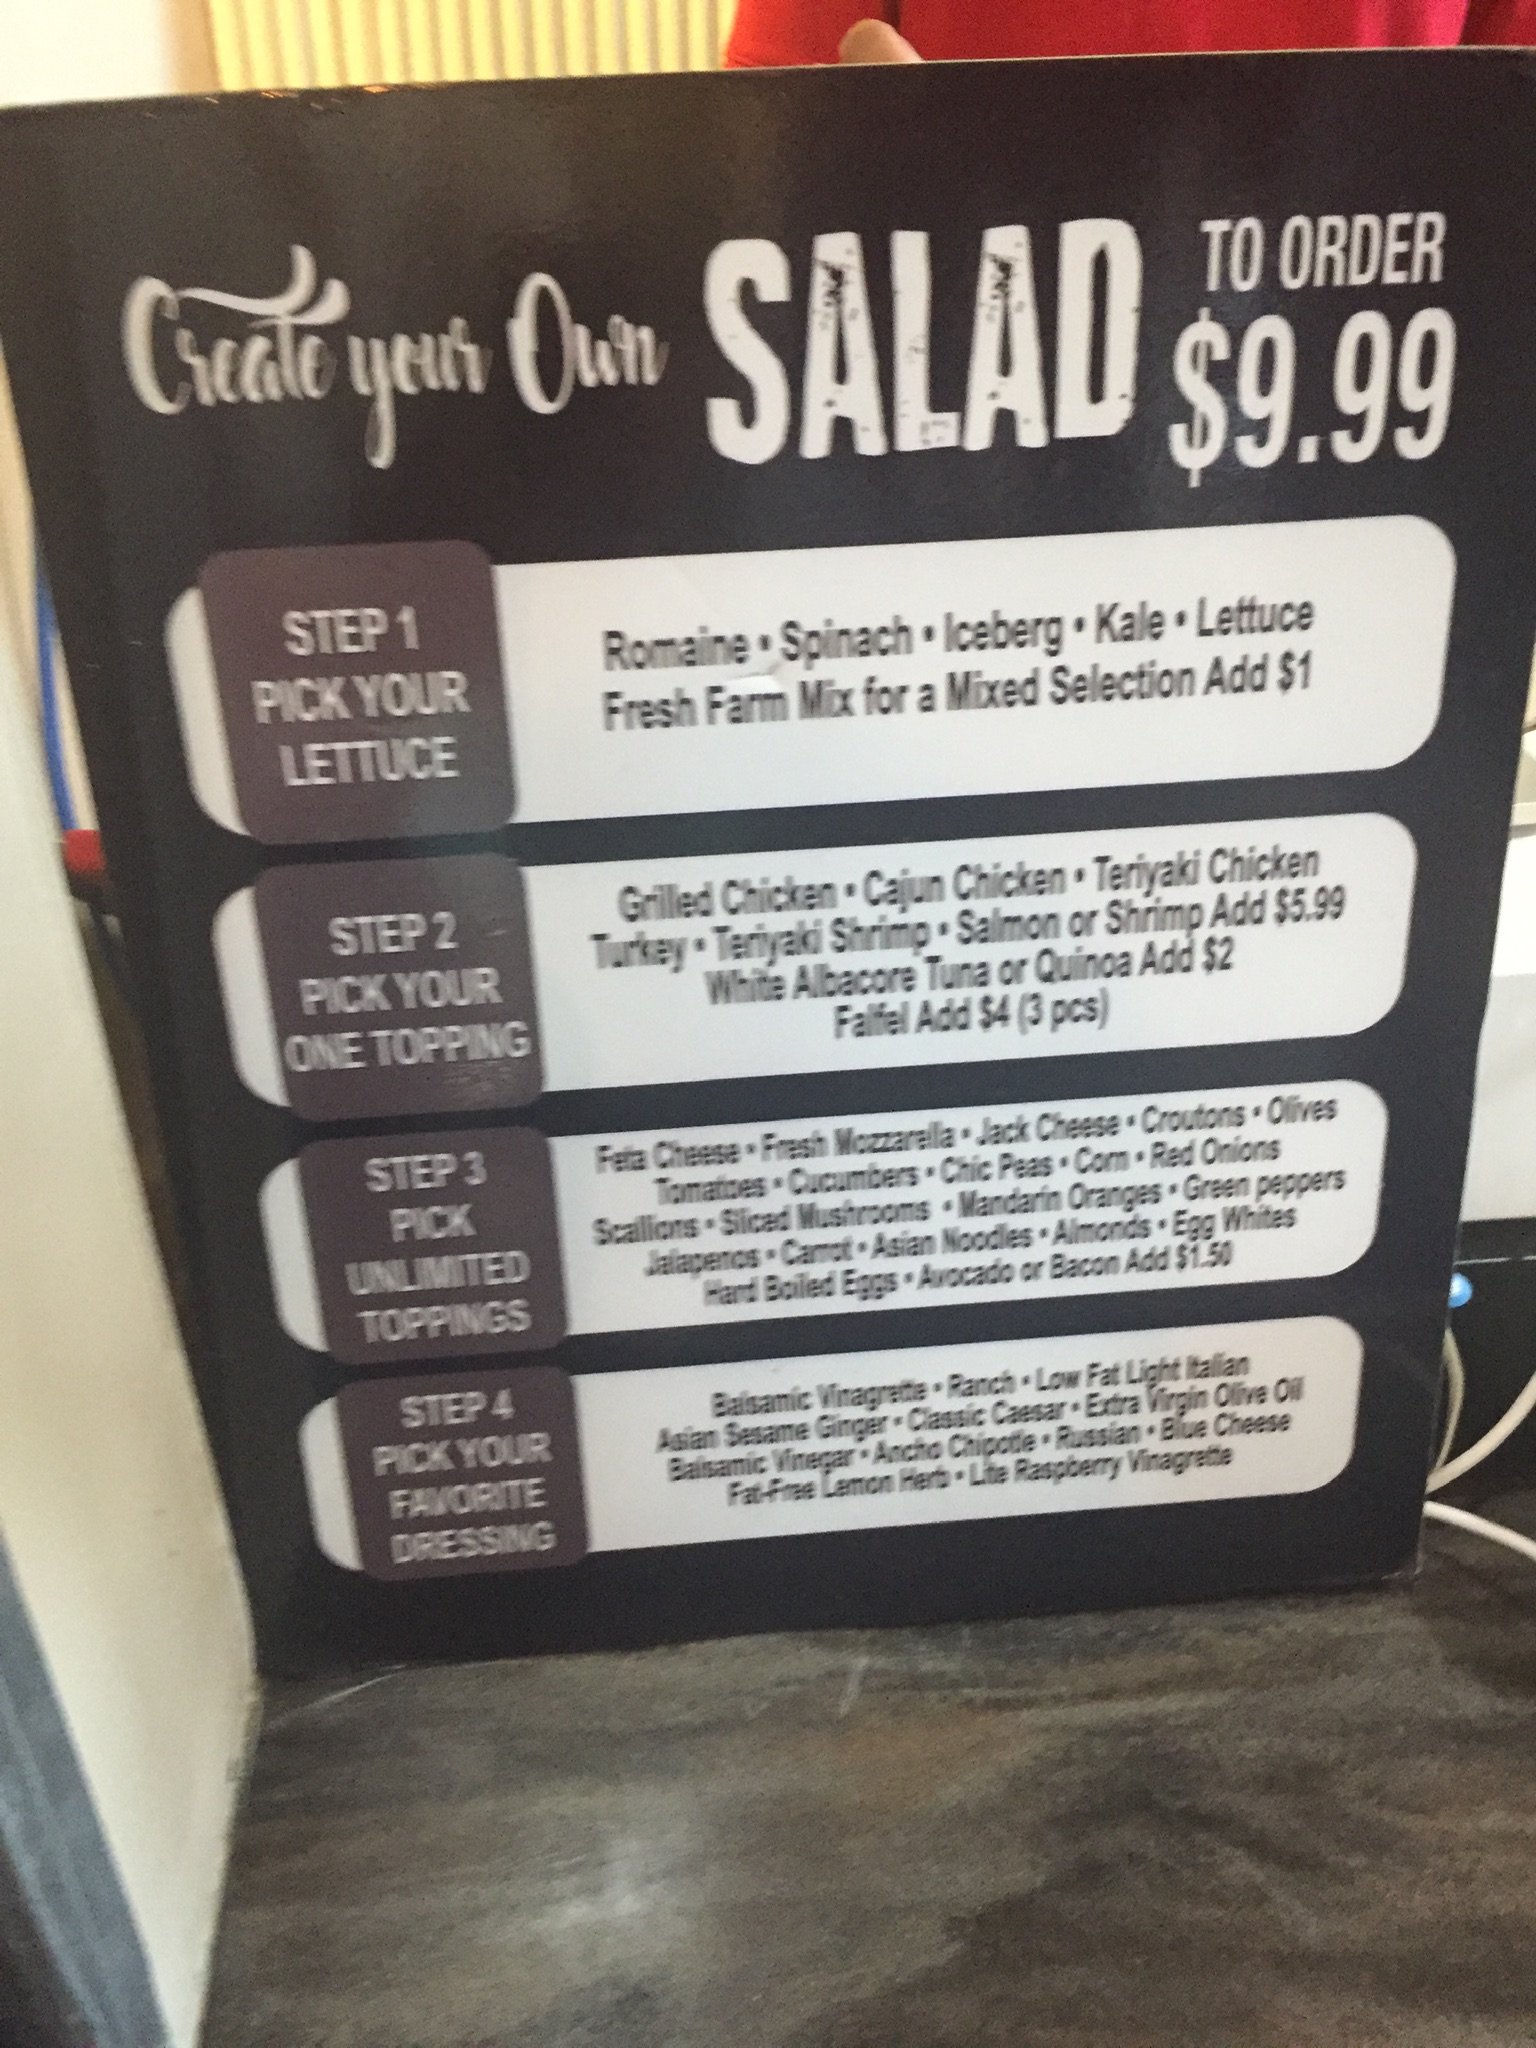 Create your Own SALAD TO ORDER
$9.99
STEP 1
PICK YOUR
LETTUCE
Romaine • Spinach • Iceberg • Kale • Lettuce
Fresh Farm Mix for a Mixed Selection Add $1
STEP 2
PICK YOUR
ONE TOPPING
Grilled Chicken • Cajun Chicken • Teriyaki Chicken
Turkey • Teriyaki Shrimp • Salmon or Shrimp Add $5.99
White Albacore Tuna or Quinoa Add $2
Falfel Add $4 (3 pcs)
STEP 3
PICK
UNLIMITED
TOPPINGS
Feta Cheese • Fresh Mozzarella • Jack Cheese • Croutons • Olives
Tomatoes • Cucumbers • Chic Peas • Corn • Red Onions
Scallions • Sliced Mushrooms • Mandarin Oranges • Green peppers
Jalapenos • Carrot • Asian Noodles • Almonds • Egg Whites
Hard Boiled Eggs • Avocado or Bacon Add $1.50
STEP 4
PICK YOUR
FAVORITE
DRESSING
Balsamic Vinagrette • Ranch • Low Fat Light Italian
Asian Sesame Ginger • Classic Caesar • Extra Virgin Olive Oil
Balsamic Vinegar • Ancho Chipotle • Russian • Blue Cheese
Fat-Free Lemon Herb • Lite Raspberry Vinagrette